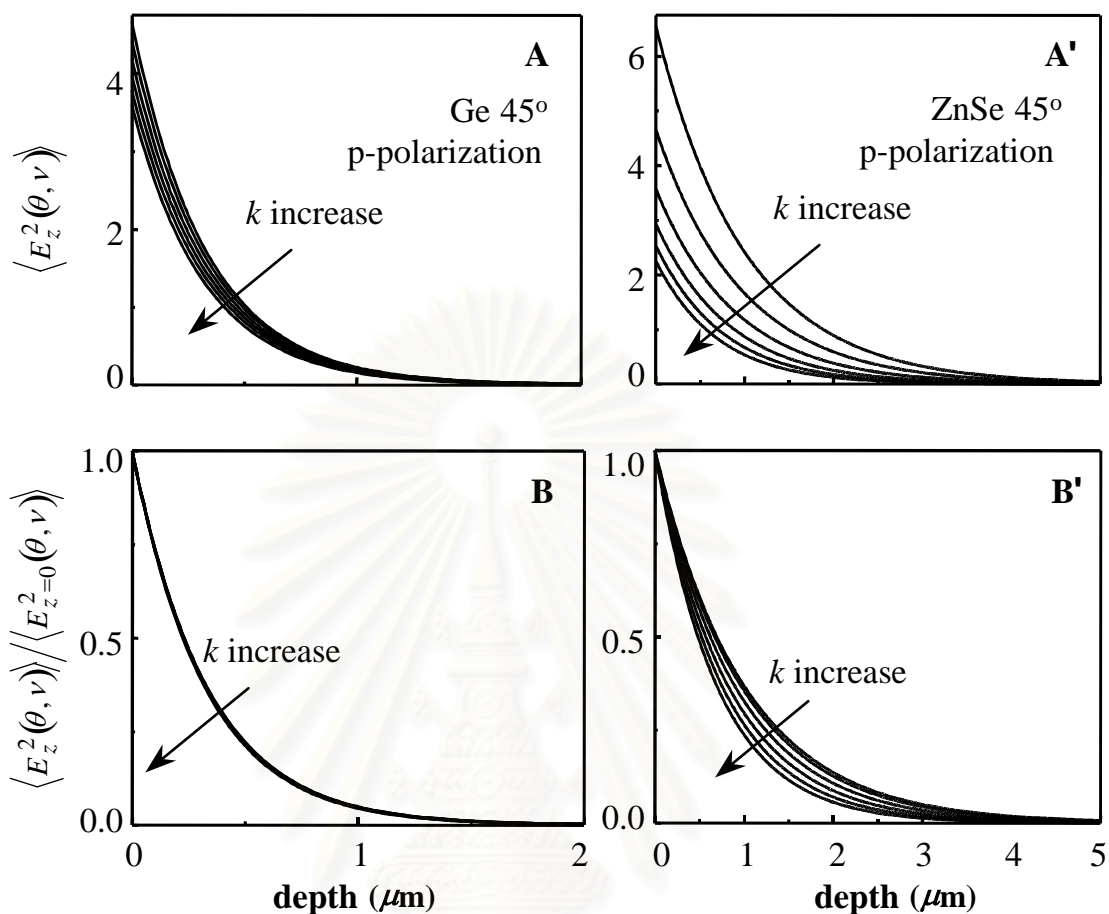 ⟨E_z^2(θ,ν)⟩
4
2
0
A
Ge 45º
p-polarization
k increase
6
4
2
0
A'
ZnSe 45º
p-polarization
k increase
⟨E_z^2(θ,ν)⟩/⟨E_{z=0}^2(θ,ν)⟩
1.0
0.5
0.0
B
k increase
0
1
2
depth (μm)
1.0
0.5
0.0
B'
k increase
0
1
2
3
4
5
depth (μm)